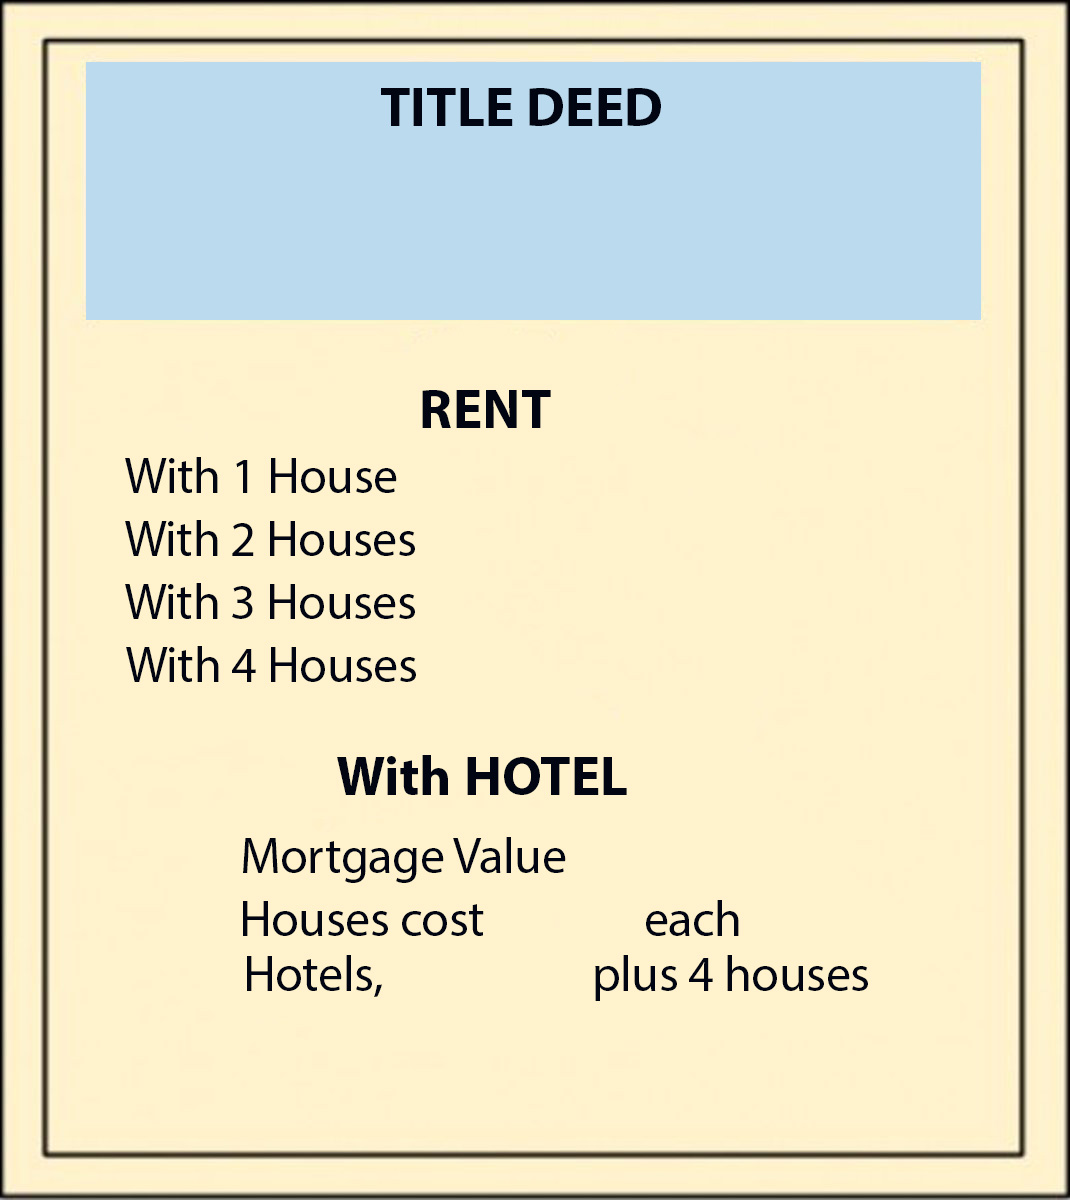 TITLE DEED
RENT
With 1 House
With 2 Houses
With 3 Houses
With 4 Houses
With HOTEL
Mortgage Value
Houses cost each
Hotels, plus 4 houses